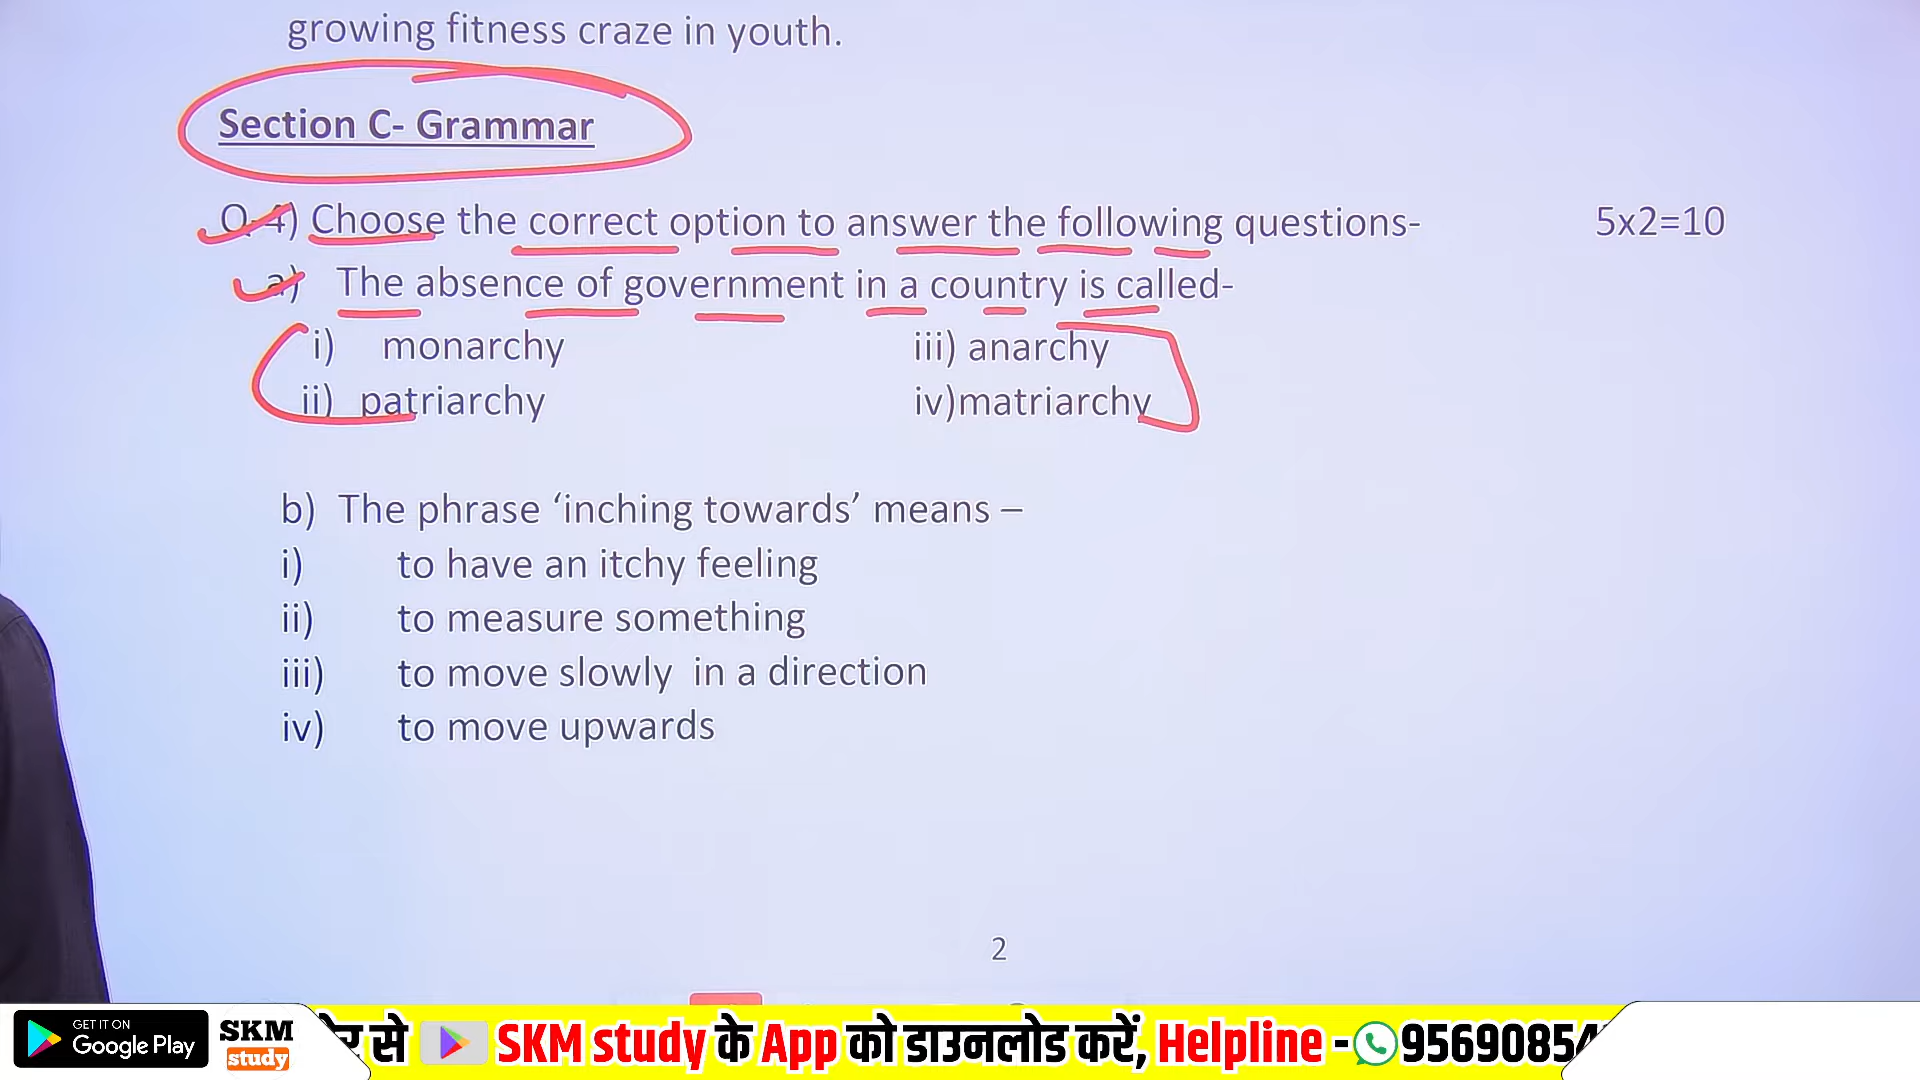 growing fitness craze in youth.
Section C- Grammar
Q-4) Choose the correct option to answer the following questions- 5x2=10
a) The absence of government in a country is called-
i) monarchy iii) anarchy
ii) patriarchy iv)matriarchy
b) The phrase ‘inching towards’ means –
i) to have an itchy feeling
ii) to measure something
iii) to move slowly in a direction
iv) to move upwards
2
GET IT ON
Google Play
SKM
study
से SKM study के App को डाउनलोड करें, Helpline - 9569085